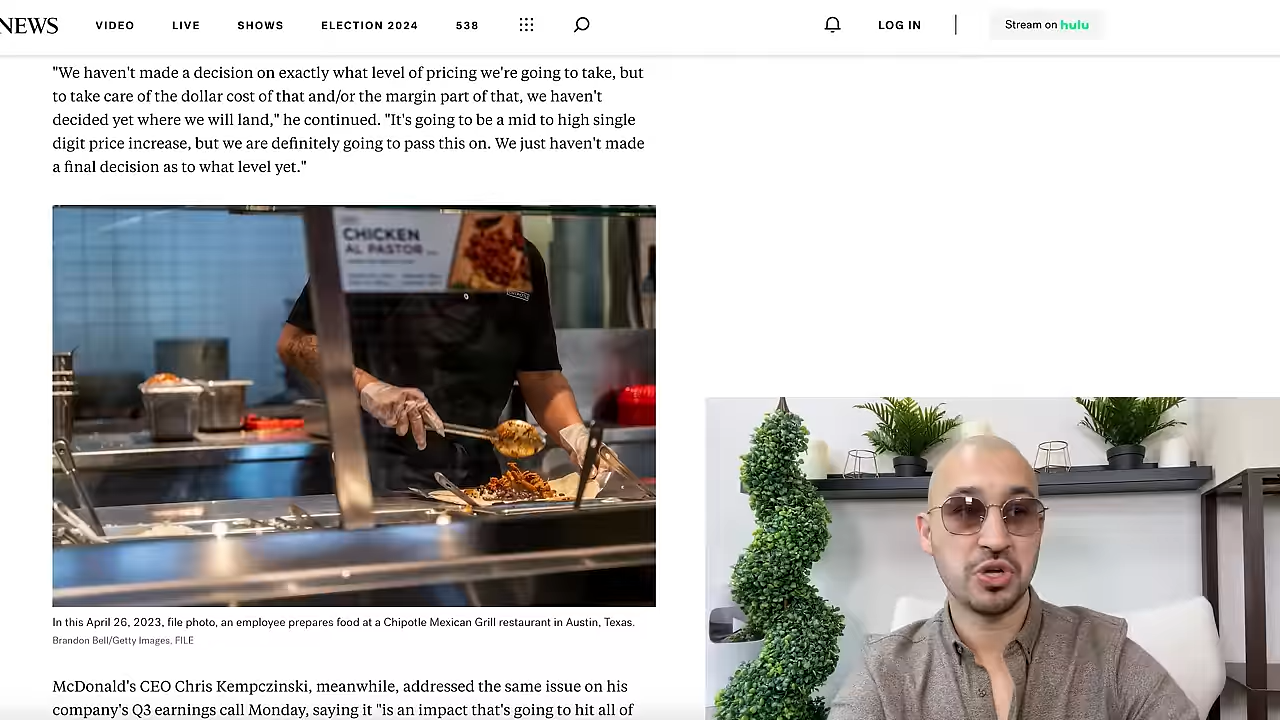 NEWS VIDEO LIVE SHOWS ELECTION 2024 538 LOG IN Stream on hulu
"We haven't made a decision on exactly what level of pricing we're going to take, but
to take care of the dollar cost of that and/or the margin part of that, we haven't
decided yet where we will land," he continued. "It's going to be a mid to high single
digit price increase, but we are definitely going to pass this on. We just haven't made
a final decision as to what level yet."
CHICKEN
AL PASTOR
CHIPOTLE
In this April 26, 2023, file photo, an employee prepares food at a Chipotle Mexican Grill restaurant in Austin, Texas.
Brandon Bell/Getty Images, FILE
McDonald's CEO Chris Kempczinski, meanwhile, addressed the same issue on his
company's Q3 earnings call Monday, saying it "is an impact that's going to hit all of